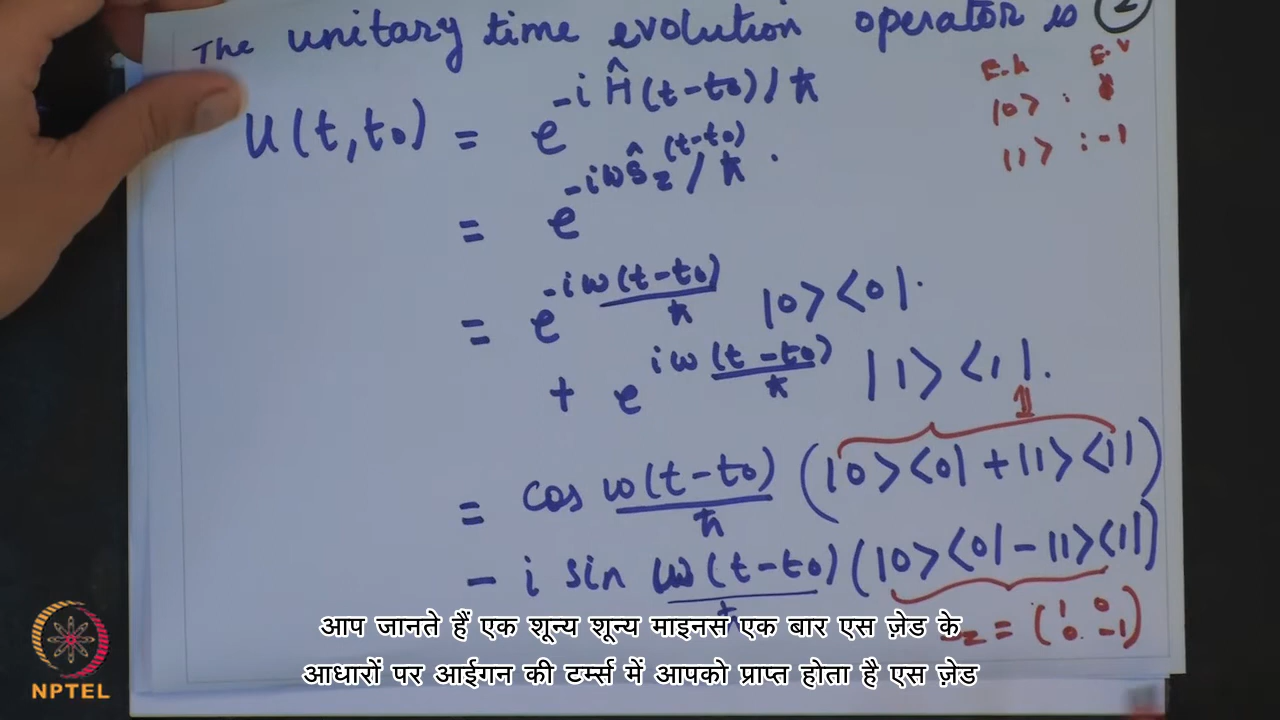 The unitary time evolution operator is ②
E.h E.V
|0> :
|1> : -1
U(t,t₀) = e^{-iĤ(t-t₀)/ħ}
= e^{-iωŝ_z(t-t₀)/ħ} .
= e^{-iω(t-t₀)/ħ} |0><0| .
+ e^{iω(t-t₀)/ħ} |1><1| .
𝟙
= cos ω(t-t₀)/ħ (|0><0| + |1><1|)
- i sin ω(t-t₀)/ħ (|0><0| - |1><1|)
= (1 0
0 -1)
आप जानते हैं एक शून्य शून्य माइनस एक बार एस ज़ेड के
आधारों पर आईगन की टर्म्स में आपको प्राप्त होता है एस ज़ेड
NPTEL